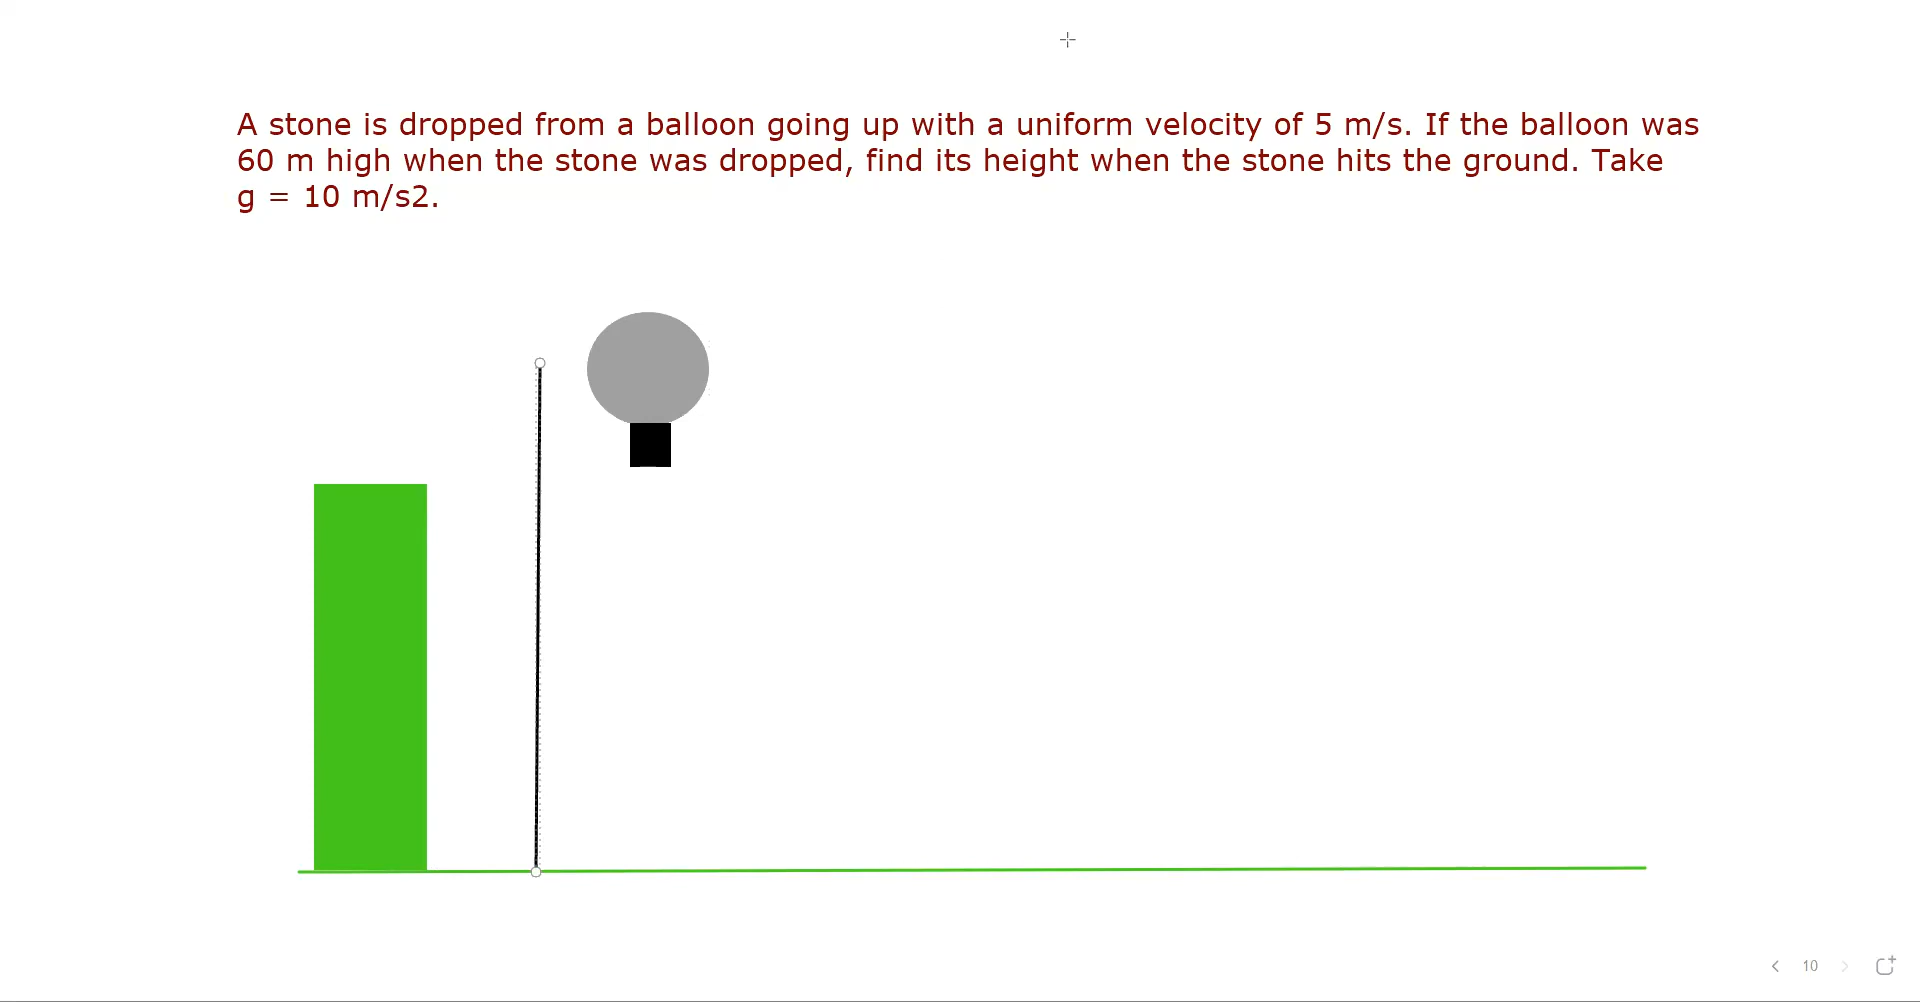 A stone is dropped from a balloon going up with a uniform velocity of 5 m/s. If the balloon was
60 m high when the stone was dropped, find its height when the stone hits the ground. Take
g = 10 m/s2.
10